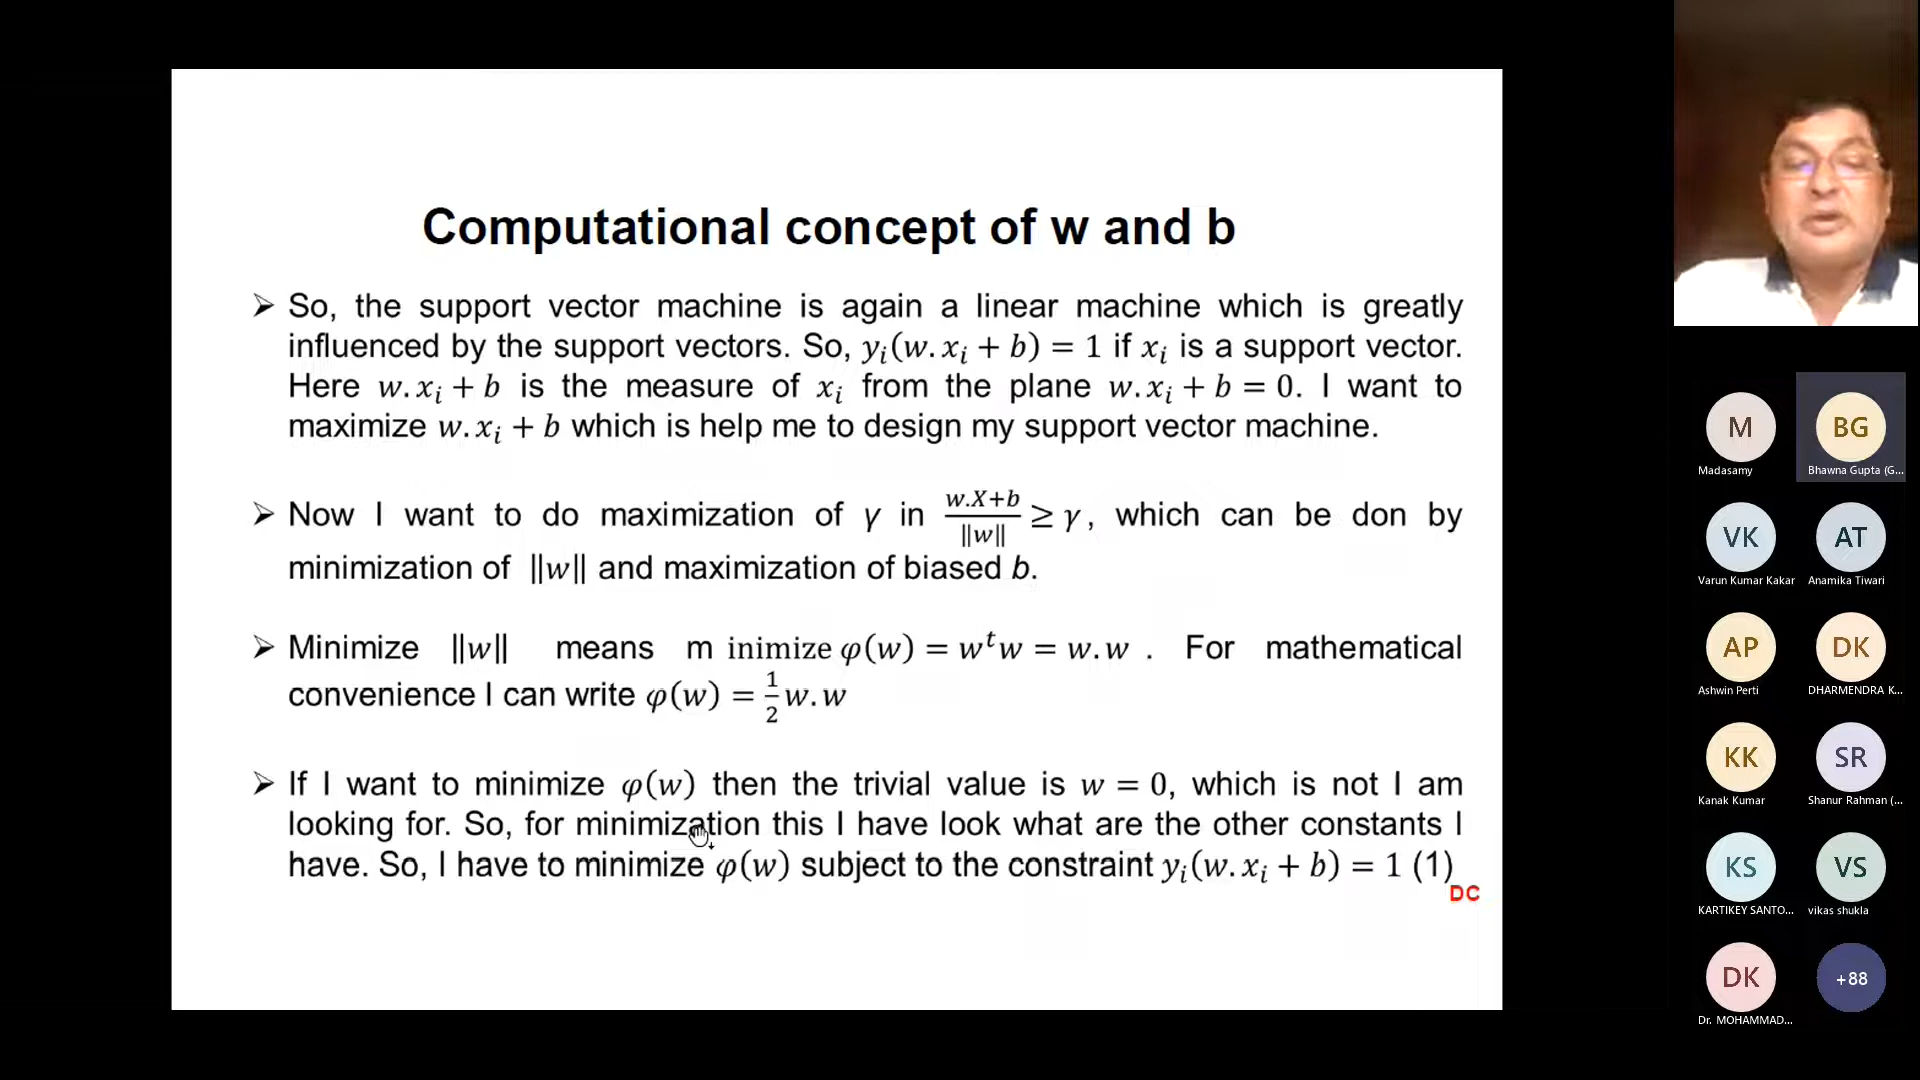 Computational concept of w and b
➢ So, the support vector machine is again a linear machine which is greatly
influenced by the support vectors. So, yᵢ(w.xᵢ + b) = 1 if xᵢ is a support vector.
Here w.xᵢ + b is the measure of xᵢ from the plane w.xᵢ + b = 0. I want to
maximize w.xᵢ + b which is help me to design my support vector machine.
➢ Now I want to do maximization of γ in (w.X+b)/‖w‖ ≥ γ, which can be don by
minimization of ‖w‖ and maximization of biased b.
➢ Minimize ‖w‖ means m inimize φ(w) = wᵗw = w.w . For mathematical
convenience I can write φ(w) = 1/2 w.w
➢ If I want to minimize φ(w) then the trivial value is w = 0, which is not I am
looking for. So, for minimization this I have look what are the other constants I
have. So, I have to minimize φ(w) subject to the constraint yᵢ(w.xᵢ + b) = 1 (1)
DC
M BG
Madasamy Bhawna Gupta (G...
VK AT
Varun Kumar Kakar Anamika Tiwari
AP DK
Ashwin Perti DHARMENDRA K...
KK SR
Kanak Kumar Shanur Rahman (...
KS VS
KARTIKEY SANTO... vikas shukla
DK +88
Dr. MOHAMMAD...